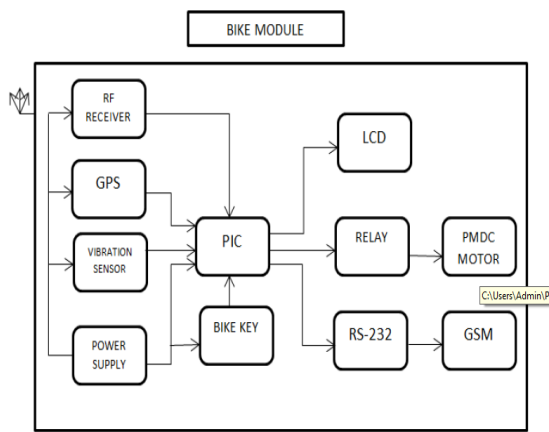 BIKE MODULE
RF
RECEIVER
LCD
GPS
PIC
RELAY
PMDC
MOTOR
VIBRATION
SENSOR
C:\Users\Admin\P
POWER
SUPPLY
BIKE KEY
RS-232
GSM